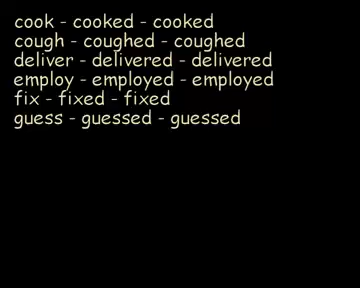 cook - cooked - cooked
cough - coughed - coughed
deliver - delivered - delivered
employ - employed - employed
fix - fixed - fixed
guess - guessed - guessed